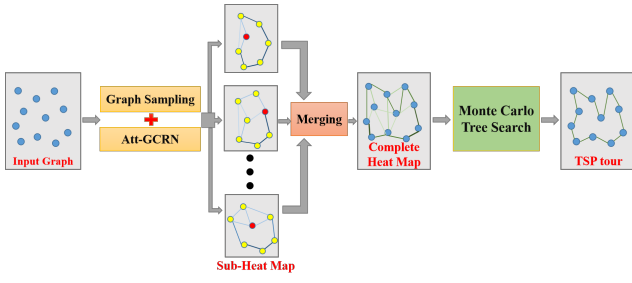 Input Graph
Graph Sampling
+
Att-GCRN
Sub-Heat Map
Merging
Complete
Heat Map
Monte Carlo
Tree Search
TSP tour